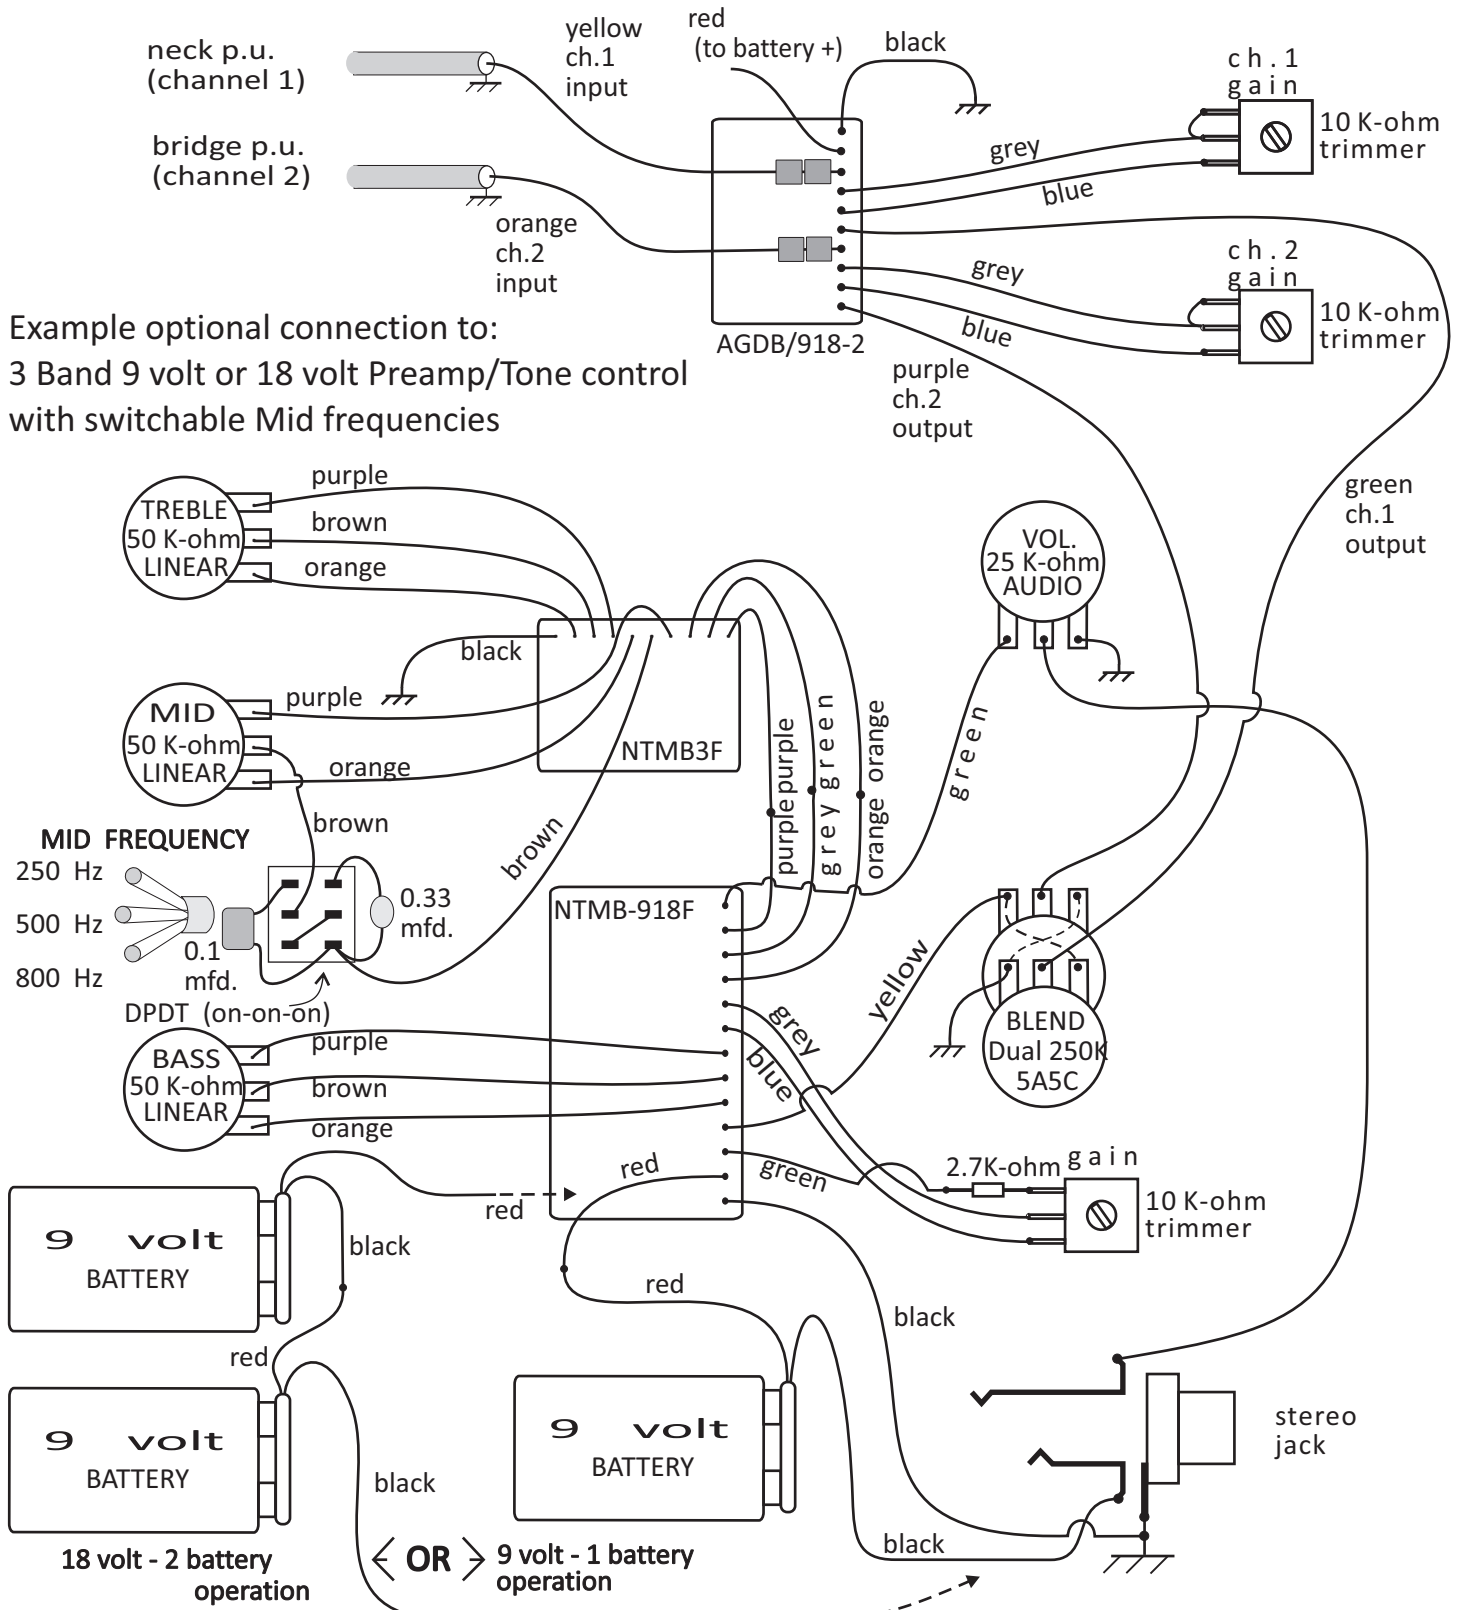 neck p.u.
(channel 1)
yellow
ch.1
input
red
(to battery +)
black
ch.1
gain
10 K-ohm
trimmer
grey
blue
bridge p.u.
(channel 2)
orange
ch.2
input
AGDB/918-2
grey
blue
ch.2
gain
10 K-ohm
trimmer
purple
ch.2
output
green
ch.1
output
Example optional connection to:
3 Band 9 volt or 18 volt Preamp/Tone control
with switchable Mid frequencies
TREBLE
50 K-ohm
LINEAR
purple
brown
orange
black
VOL.
25 K-ohm
AUDIO
MID
50 K-ohm
LINEAR
purple
orange
brown
brown
NTMB3F
purple purple
grey green
orange orange
green
MID FREQUENCY
250 Hz
500 Hz
800 Hz
0.1
mfd.
0.33
mfd.
DPDT (on-on-on)
NTMB-918F
yellow
BLEND
Dual 250K
5A5C
BASS
50 K-ohm
LINEAR
purple
brown
orange
grey
blue
green
red
red
2.7K-ohm
gain
10 K-ohm
trimmer
9 volt
BATTERY
black
red
red
black
9 volt
BATTERY
black
9 volt
BATTERY
black
stereo
jack
18 volt - 2 battery
operation
OR
9 volt - 1 battery
operation